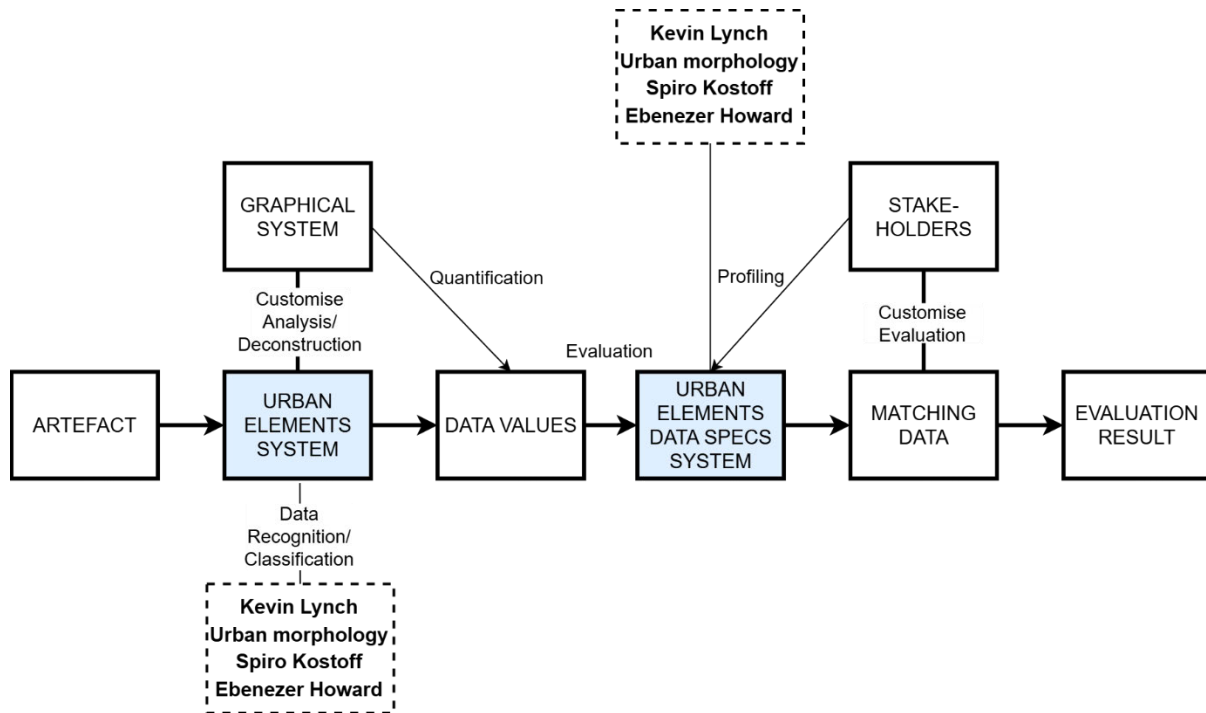 Kevin Lynch
Urban morphology
Spiro Kostoff
Ebenezer Howard
GRAPHICAL
SYSTEM
STAKE-
HOLDERS
Quantification
Profiling
Customise
Analysis/
Deconstruction
Customise
Evaluation
Evaluation
ARTEFACT
URBAN
ELEMENTS
SYSTEM
DATA VALUES
URBAN
ELEMENTS
DATA SPECS
SYSTEM
MATCHING
DATA
EVALUATION
RESULT
Data
Recognition/
Classification
Kevin Lynch
Urban morphology
Spiro Kostoff
Ebenezer Howard